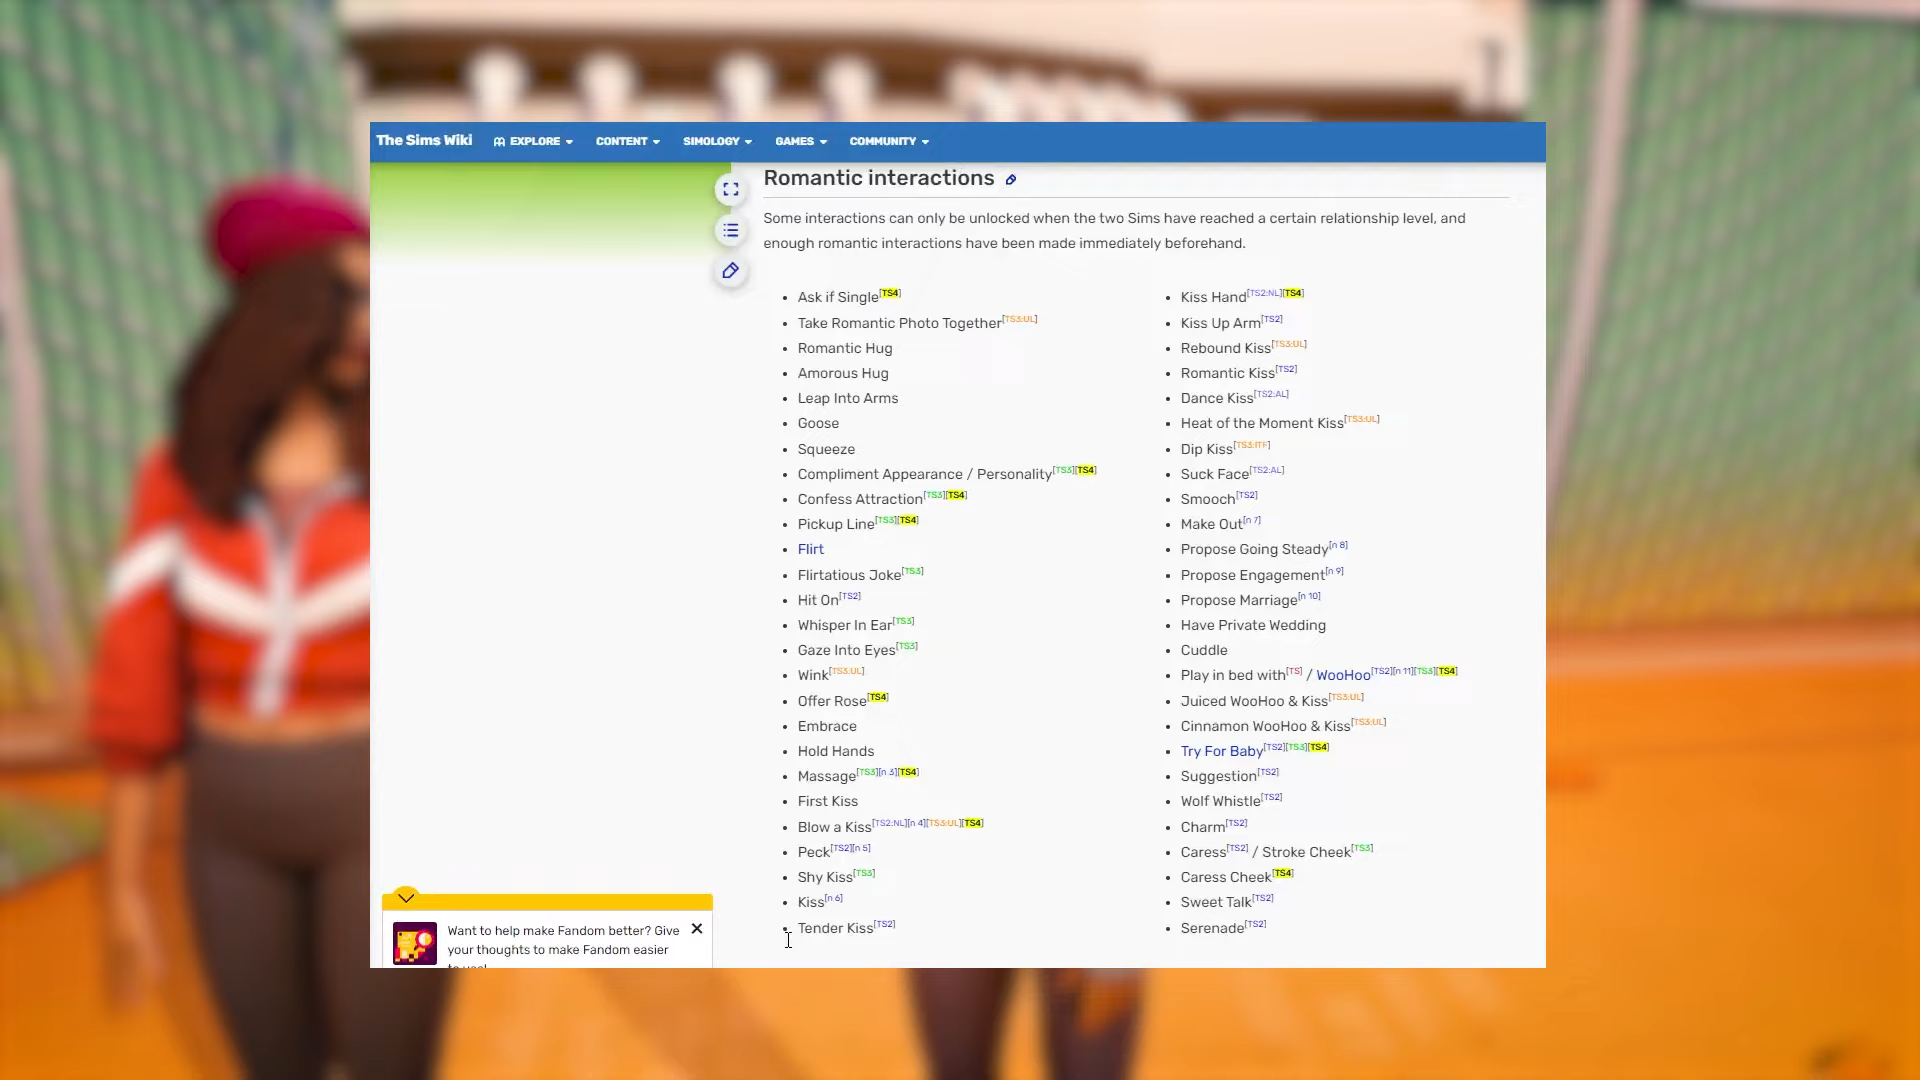 The Sims Wiki EXPLORE CONTENT SIMOLOGY GAMES COMMUNITY
Romantic interactions
Some interactions can only be unlocked when the two Sims have reached a certain relationship level, and
enough romantic interactions have been made immediately beforehand.
Ask if Single[TS4]
Take Romantic Photo Together[TS3:UL]
Romantic Hug
Amorous Hug
Leap Into Arms
Goose
Squeeze
Compliment Appearance / Personality[TS3][TS4]
Confess Attraction[TS3][TS4]
Pickup Line[TS3][TS4]
Flirt
Flirtatious Joke[TS3]
Hit On[TS2]
Whisper In Ear[TS3]
Gaze Into Eyes[TS3]
Wink[TS3:UL]
Offer Rose[TS4]
Embrace
Hold Hands
Massage[TS3][n 3][TS4]
First Kiss
Blow a Kiss[TS2:NL][n 4][TS3:UL][TS4]
Peck[TS2][n 5]
Shy Kiss[TS3]
Kiss[n 6]
Tender Kiss[TS2]
Kiss Hand[TS2:NL][TS4]
Kiss Up Arm[TS2]
Rebound Kiss[TS3:UL]
Romantic Kiss[TS2]
Dance Kiss[TS2:AL]
Heat of the Moment Kiss[TS3:UL]
Dip Kiss[TS3:ITF]
Suck Face[TS2:AL]
Smooch[TS2]
Make Out[n 7]
Propose Going Steady[n 8]
Propose Engagement[n 9]
Propose Marriage[n 10]
Have Private Wedding
Cuddle
Play in bed with[TS] / WooHoo[TS2][n 11][TS3][TS4]
Juiced WooHoo & Kiss[TS3:UL]
Cinnamon WooHoo & Kiss[TS3:UL]
Try For Baby[TS2][TS3][TS4]
Suggestion[TS2]
Wolf Whistle[TS2]
Charm[TS2]
Caress[TS2] / Stroke Cheek[TS3]
Caress Cheek[TS4]
Sweet Talk[TS2]
Serenade[TS2]
Want to help make Fandom better? Give
your thoughts to make Fandom easier
to use!